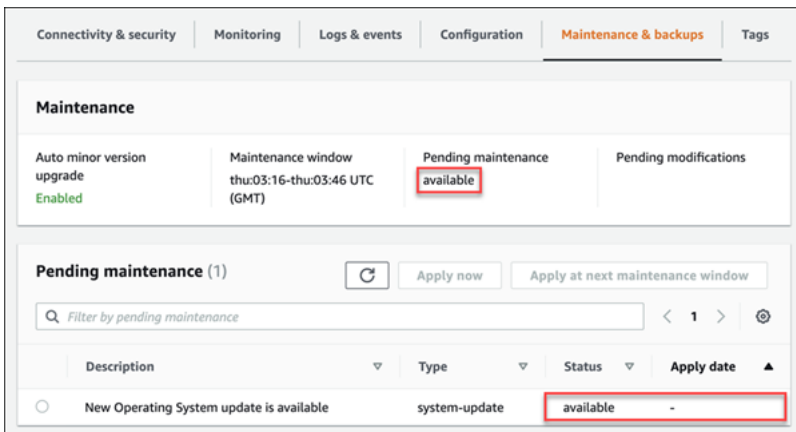 Connectivity & security Monitoring Logs & events Configuration Maintenance & backups Tags
Maintenance
Auto minor version upgrade
Enabled
Maintenance window
thu:03:16-thu:03:46 UTC
(GMT)
Pending maintenance
available
Pending modifications
Pending maintenance (1) Apply now Apply at next maintenance window
Filter by pending maintenance 1
Description Type Status Apply date
New Operating System update is available system-update available -